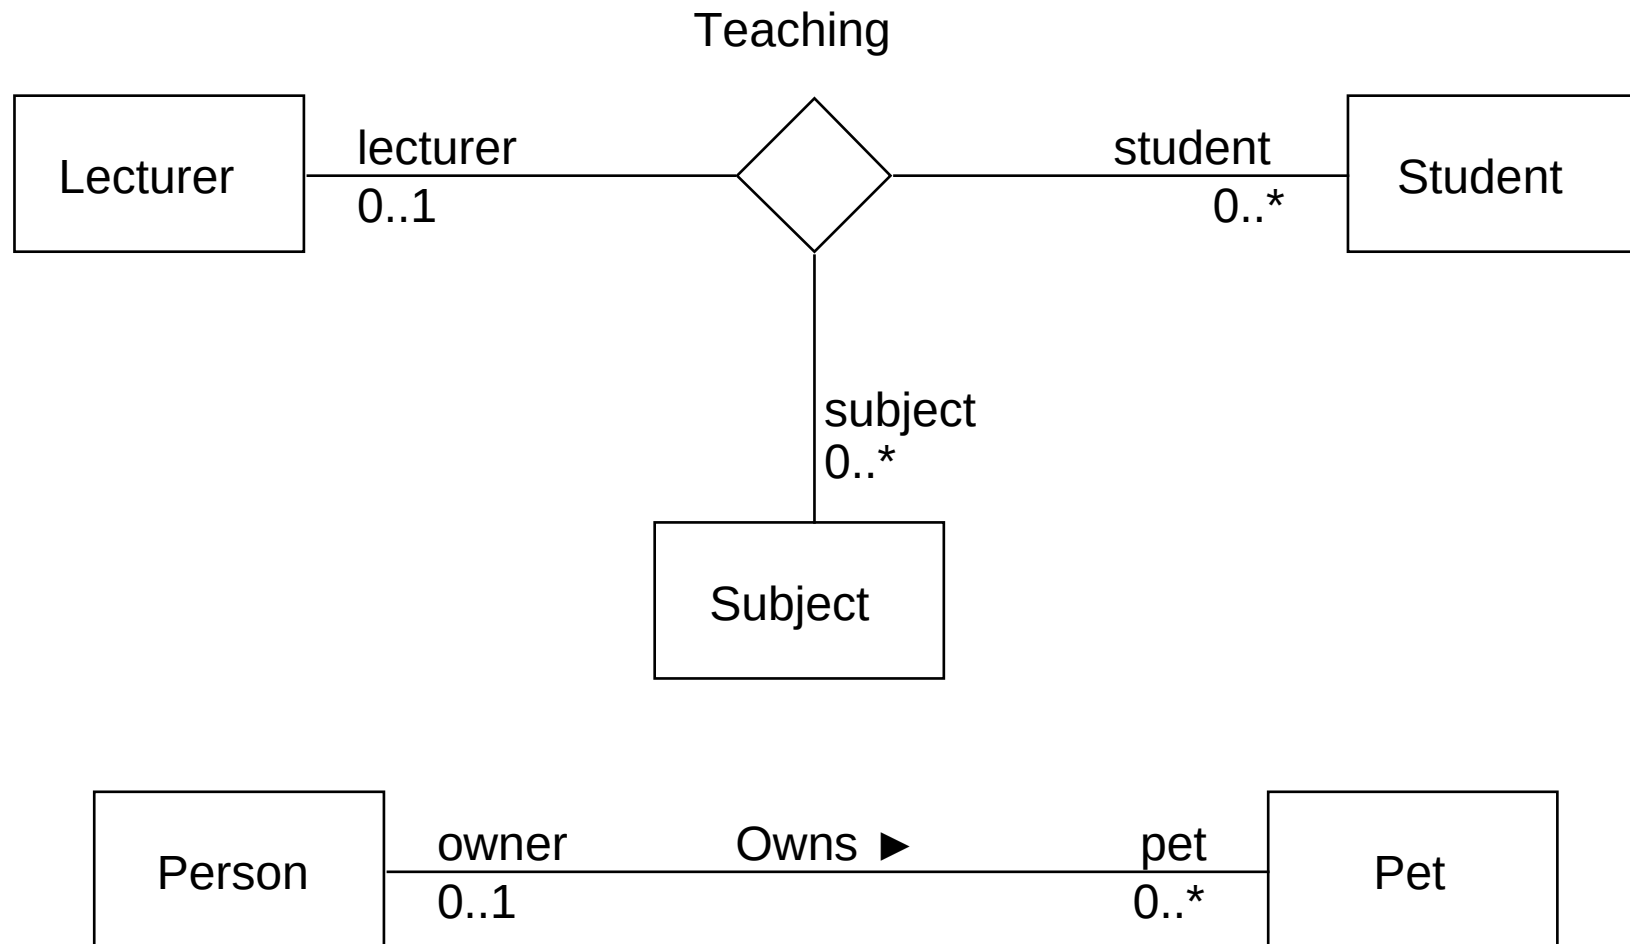 Teaching
lecturer
student
Lecturer
Student
0..1
0..*
subject
0..*
Subject
owner
Owns ►
pet
Person
Pet
0..1
0..*